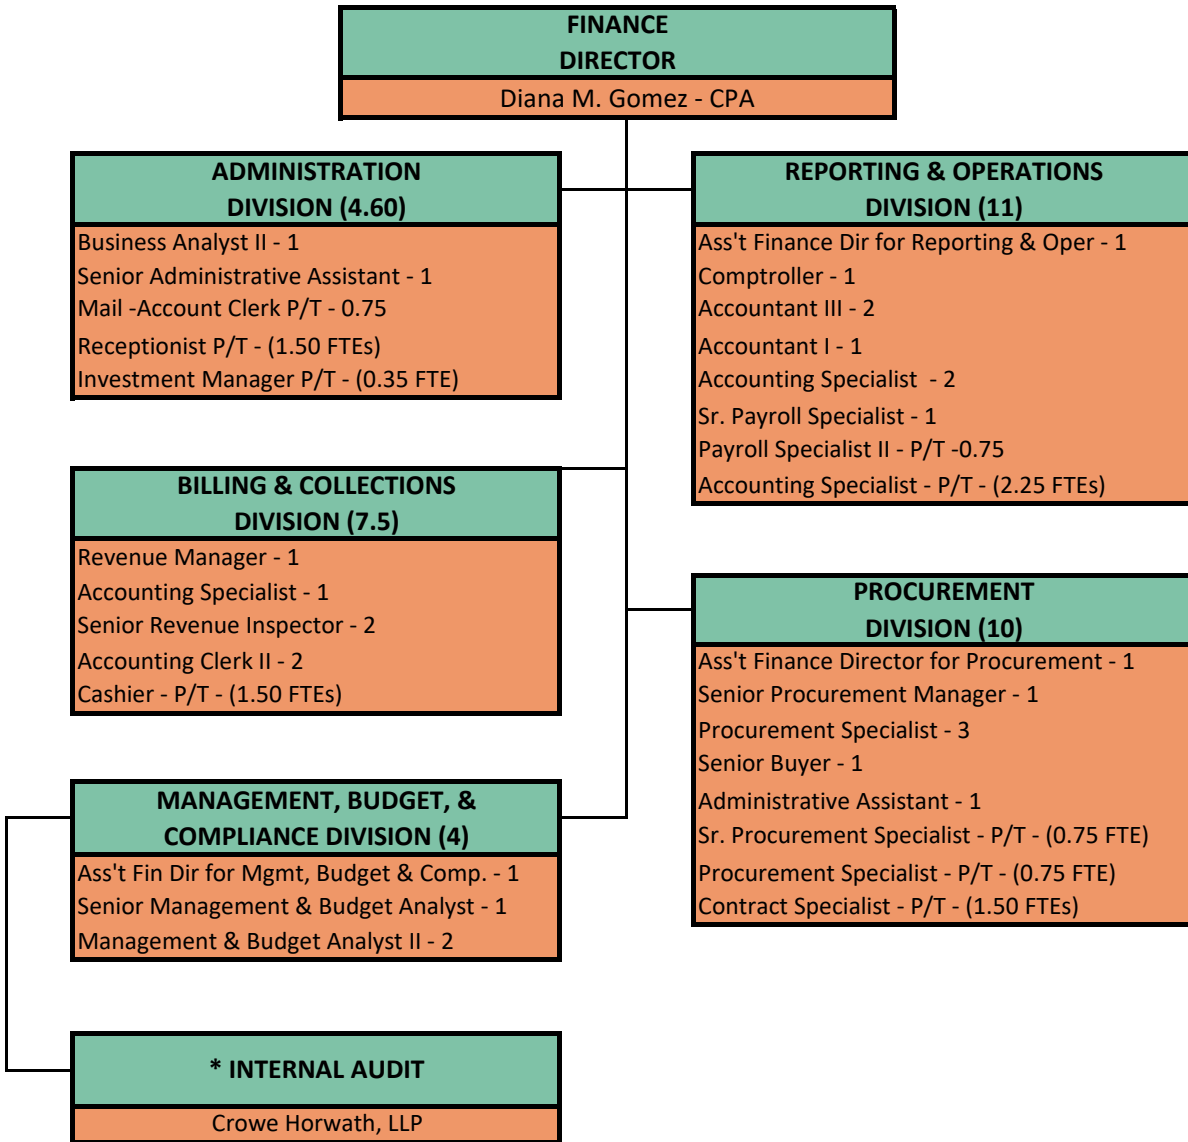 FINANCE
DIRECTOR
Diana M. Gomez - CPA
ADMINISTRATION
DIVISION (4.60)
Business Analyst II - 1
Senior Administrative Assistant - 1
Mail -Account Clerk P/T - 0.75
Receptionist P/T - (1.50 FTEs)
Investment Manager P/T - (0.35 FTE)
REPORTING & OPERATIONS
DIVISION (11)
Ass't Finance Dir for Reporting & Oper - 1
Comptroller - 1
Accountant III - 2
Accountant I - 1
Accounting Specialist  - 2
Sr. Payroll Specialist - 1
Payroll Specialist II - P/T -0.75
Accounting Specialist - P/T - (2.25 FTEs)
BILLING & COLLECTIONS
DIVISION (7.5)
Revenue Manager - 1
Accounting Specialist - 1
Senior Revenue Inspector - 2
Accounting Clerk II - 2
Cashier - P/T - (1.50 FTEs)
PROCUREMENT
DIVISION (10)
Ass't Finance Director for Procurement - 1
Senior Procurement Manager - 1
Procurement Specialist - 3
Senior Buyer - 1
Administrative Assistant - 1
Sr. Procurement Specialist - P/T - (0.75 FTE)
Procurement Specialist - P/T - (0.75 FTE)
Contract Specialist - P/T - (1.50 FTEs)
MANAGEMENT, BUDGET, &
COMPLIANCE DIVISION (4)
Ass't Fin Dir for Mgmt, Budget & Comp. - 1
Senior Management & Budget Analyst - 1
Management & Budget Analyst II - 2
* INTERNAL AUDIT
Crowe Horwath, LLP